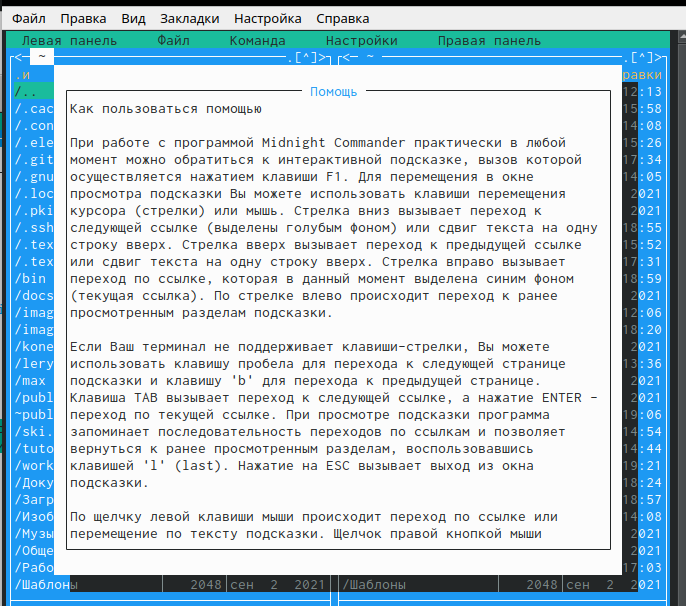 Файл Правка Вид Закладки Настройка Справка
Левая панель Файл Команда Настройки Правая панель
<─ ~ .[^]> <─ ~ .[^]>
.и равки
/.. 12:13
Помощь
/.cac Как пользоваться помощью 15:58
/.con 14:08
/.ele При работе с программой Midnight Commander практически в любой 15:26
/.git момент можно обратиться к интерактивной подсказке, вызов которой 17:34
/.gnu осуществляется нажатием клавиши F1. Для перемещения в окне 14:05
/.loc просмотра подсказки Вы можете использовать клавиши перемещения 2021
/.pki курсора (стрелки) или мышь. Стрелка вниз вызывает переход к 2021
/.ssh следующей ссылке (выделены голубым фоном) или сдвиг текста на одну 18:55
/.tex строку вверх. Стрелка вверх вызывает переход к предыдущей ссылке 15:52
/.tex или сдвиг текста на одну строку вверх. Стрелка вправо вызывает 17:31
/bin переход по ссылке, которая в данный момент выделена синим фоном 18:59
/docs (текущая ссылка). По стрелке влево происходит переход к ранее 2021
/imag просмотренным разделам подсказки. 12:06
/imag 18:20
/kone Если Ваш терминал не поддерживает клавиши-стрелки, Вы можете 2021
/lery использовать клавишу пробела для перехода к следующей странице 13:36
/max подсказки и клавишу 'b' для перехода к предыдущей странице. 2021
/publ Клавиша TAB вызывает переход к следующей ссылке, а нажатие ENTER – 2021
~publ переход по текущей ссылке. При просмотре подсказки программа 19:06
/ski. запоминает последовательность переходов по ссылкам и позволяет 14:54
/tuto вернуться к ранее просмотренным разделам, воспользовавшись 14:44
/work клавишей 'l' (last). Нажатие на ESC вызывает выход из окна 19:21
/Доку подсказки. 18:24
/Загр 18:57
/Изоб По щелчку левой клавиши мыши происходит переход по ссылке или 14:08
/Музы перемещение по тексту подсказки. Щелчок правой кнопкой мыши 2021
/Обще 2021
/Рабо 17:03
/Шаблоны 2048 сен 2 2021 /Шаблоны 2048 сен 2 2021